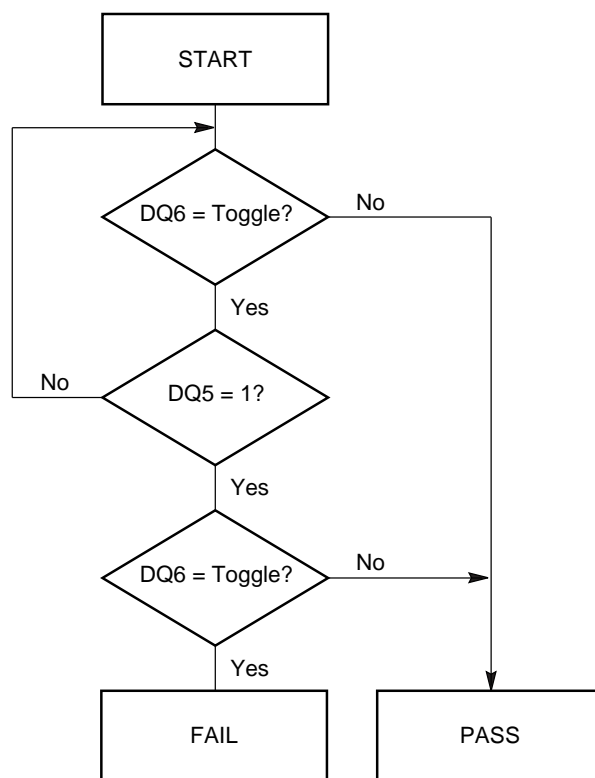 START
DQ6 = Toggle?
No
Yes
No
DQ5 = 1?
Yes
DQ6 = Toggle?
No
Yes
FAIL
PASS